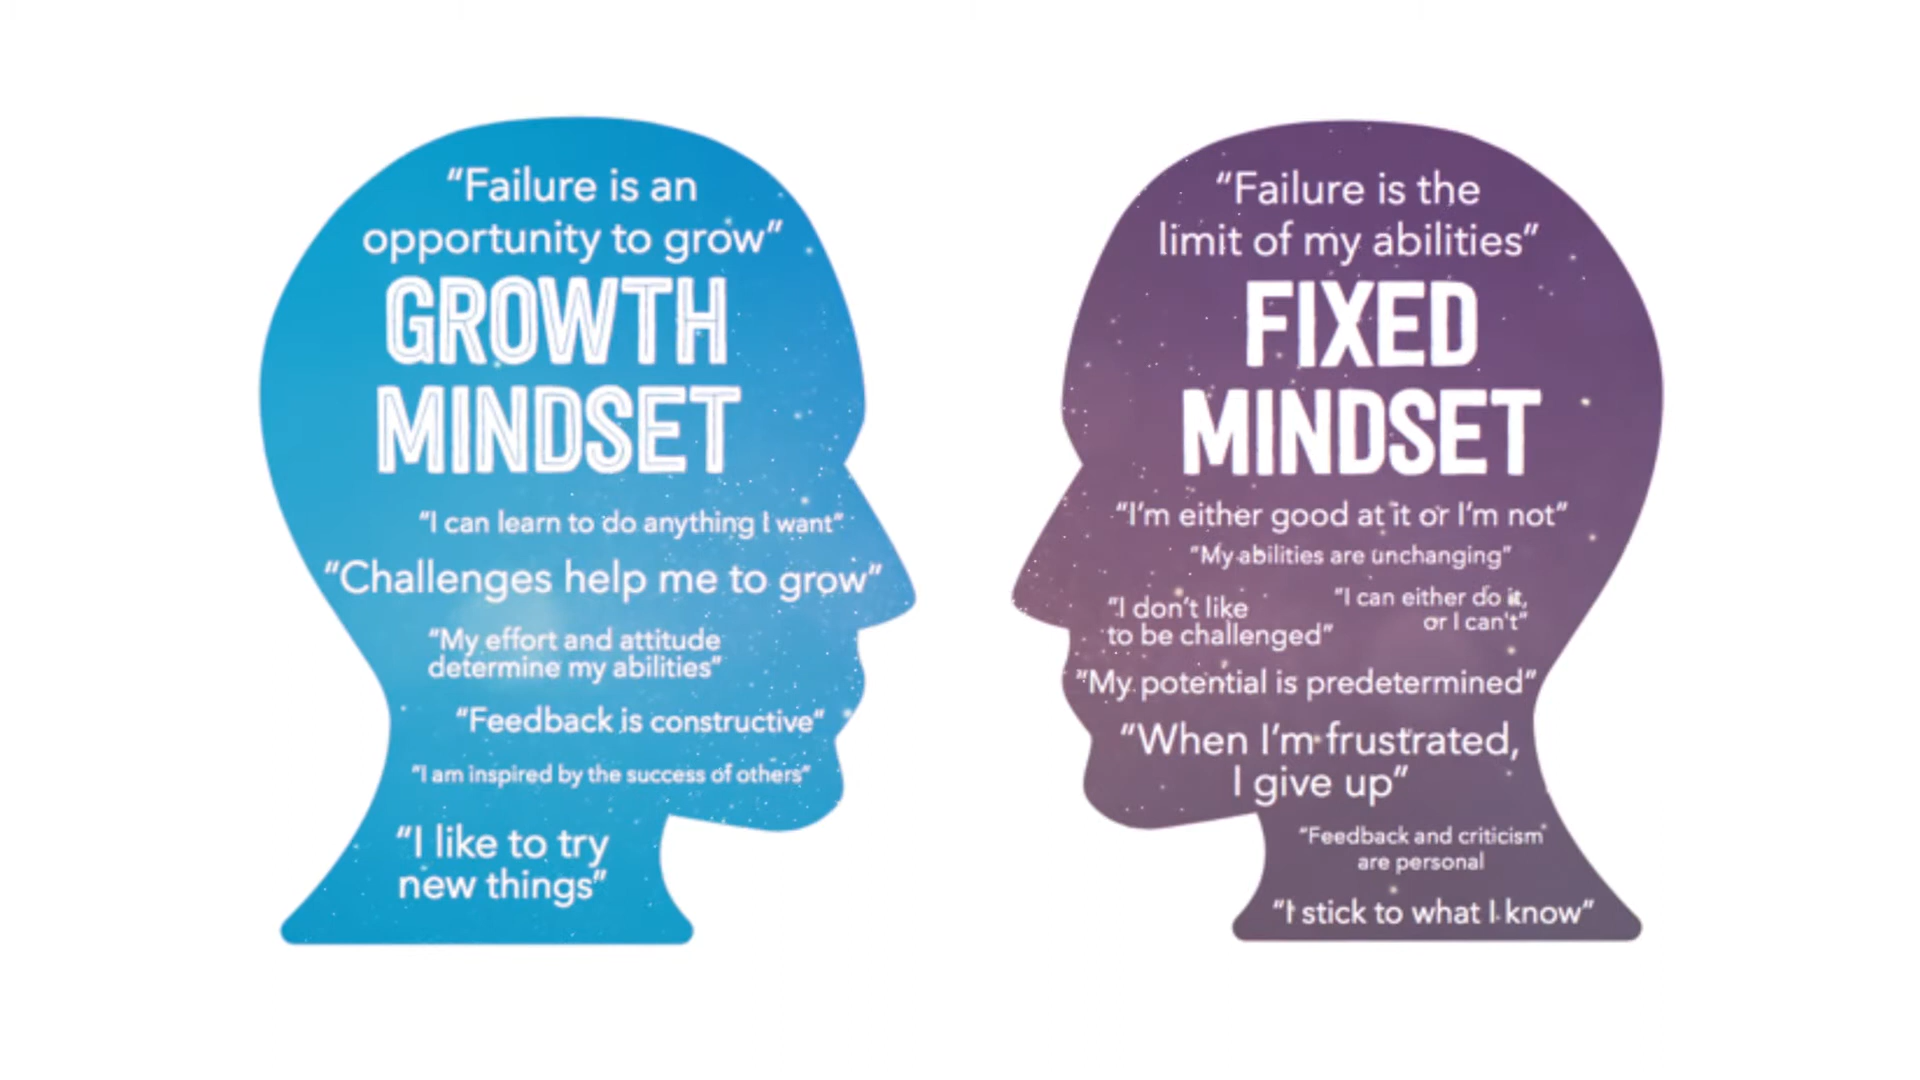 “Failure is an
opportunity to grow”
GROWTH
MINDSET
“I can learn to do anything I want”
“Challenges help me to grow”
“My effort and attitude
determine my abilities”
“Feedback is constructive”
“I am inspired by the success of others”
“I like to try
new things”
“Failure is the
limit of my abilities”
FIXED
MINDSET
“I’m either good at it or I’m not”
“My abilities are unchanging”
“I don’t like
to be challenged”
“I can either do it,
or I can't”
“My potential is predetermined”
“When I’m frustrated,
I give up”
“Feedback and criticism
are personal
“I stick to what I know”